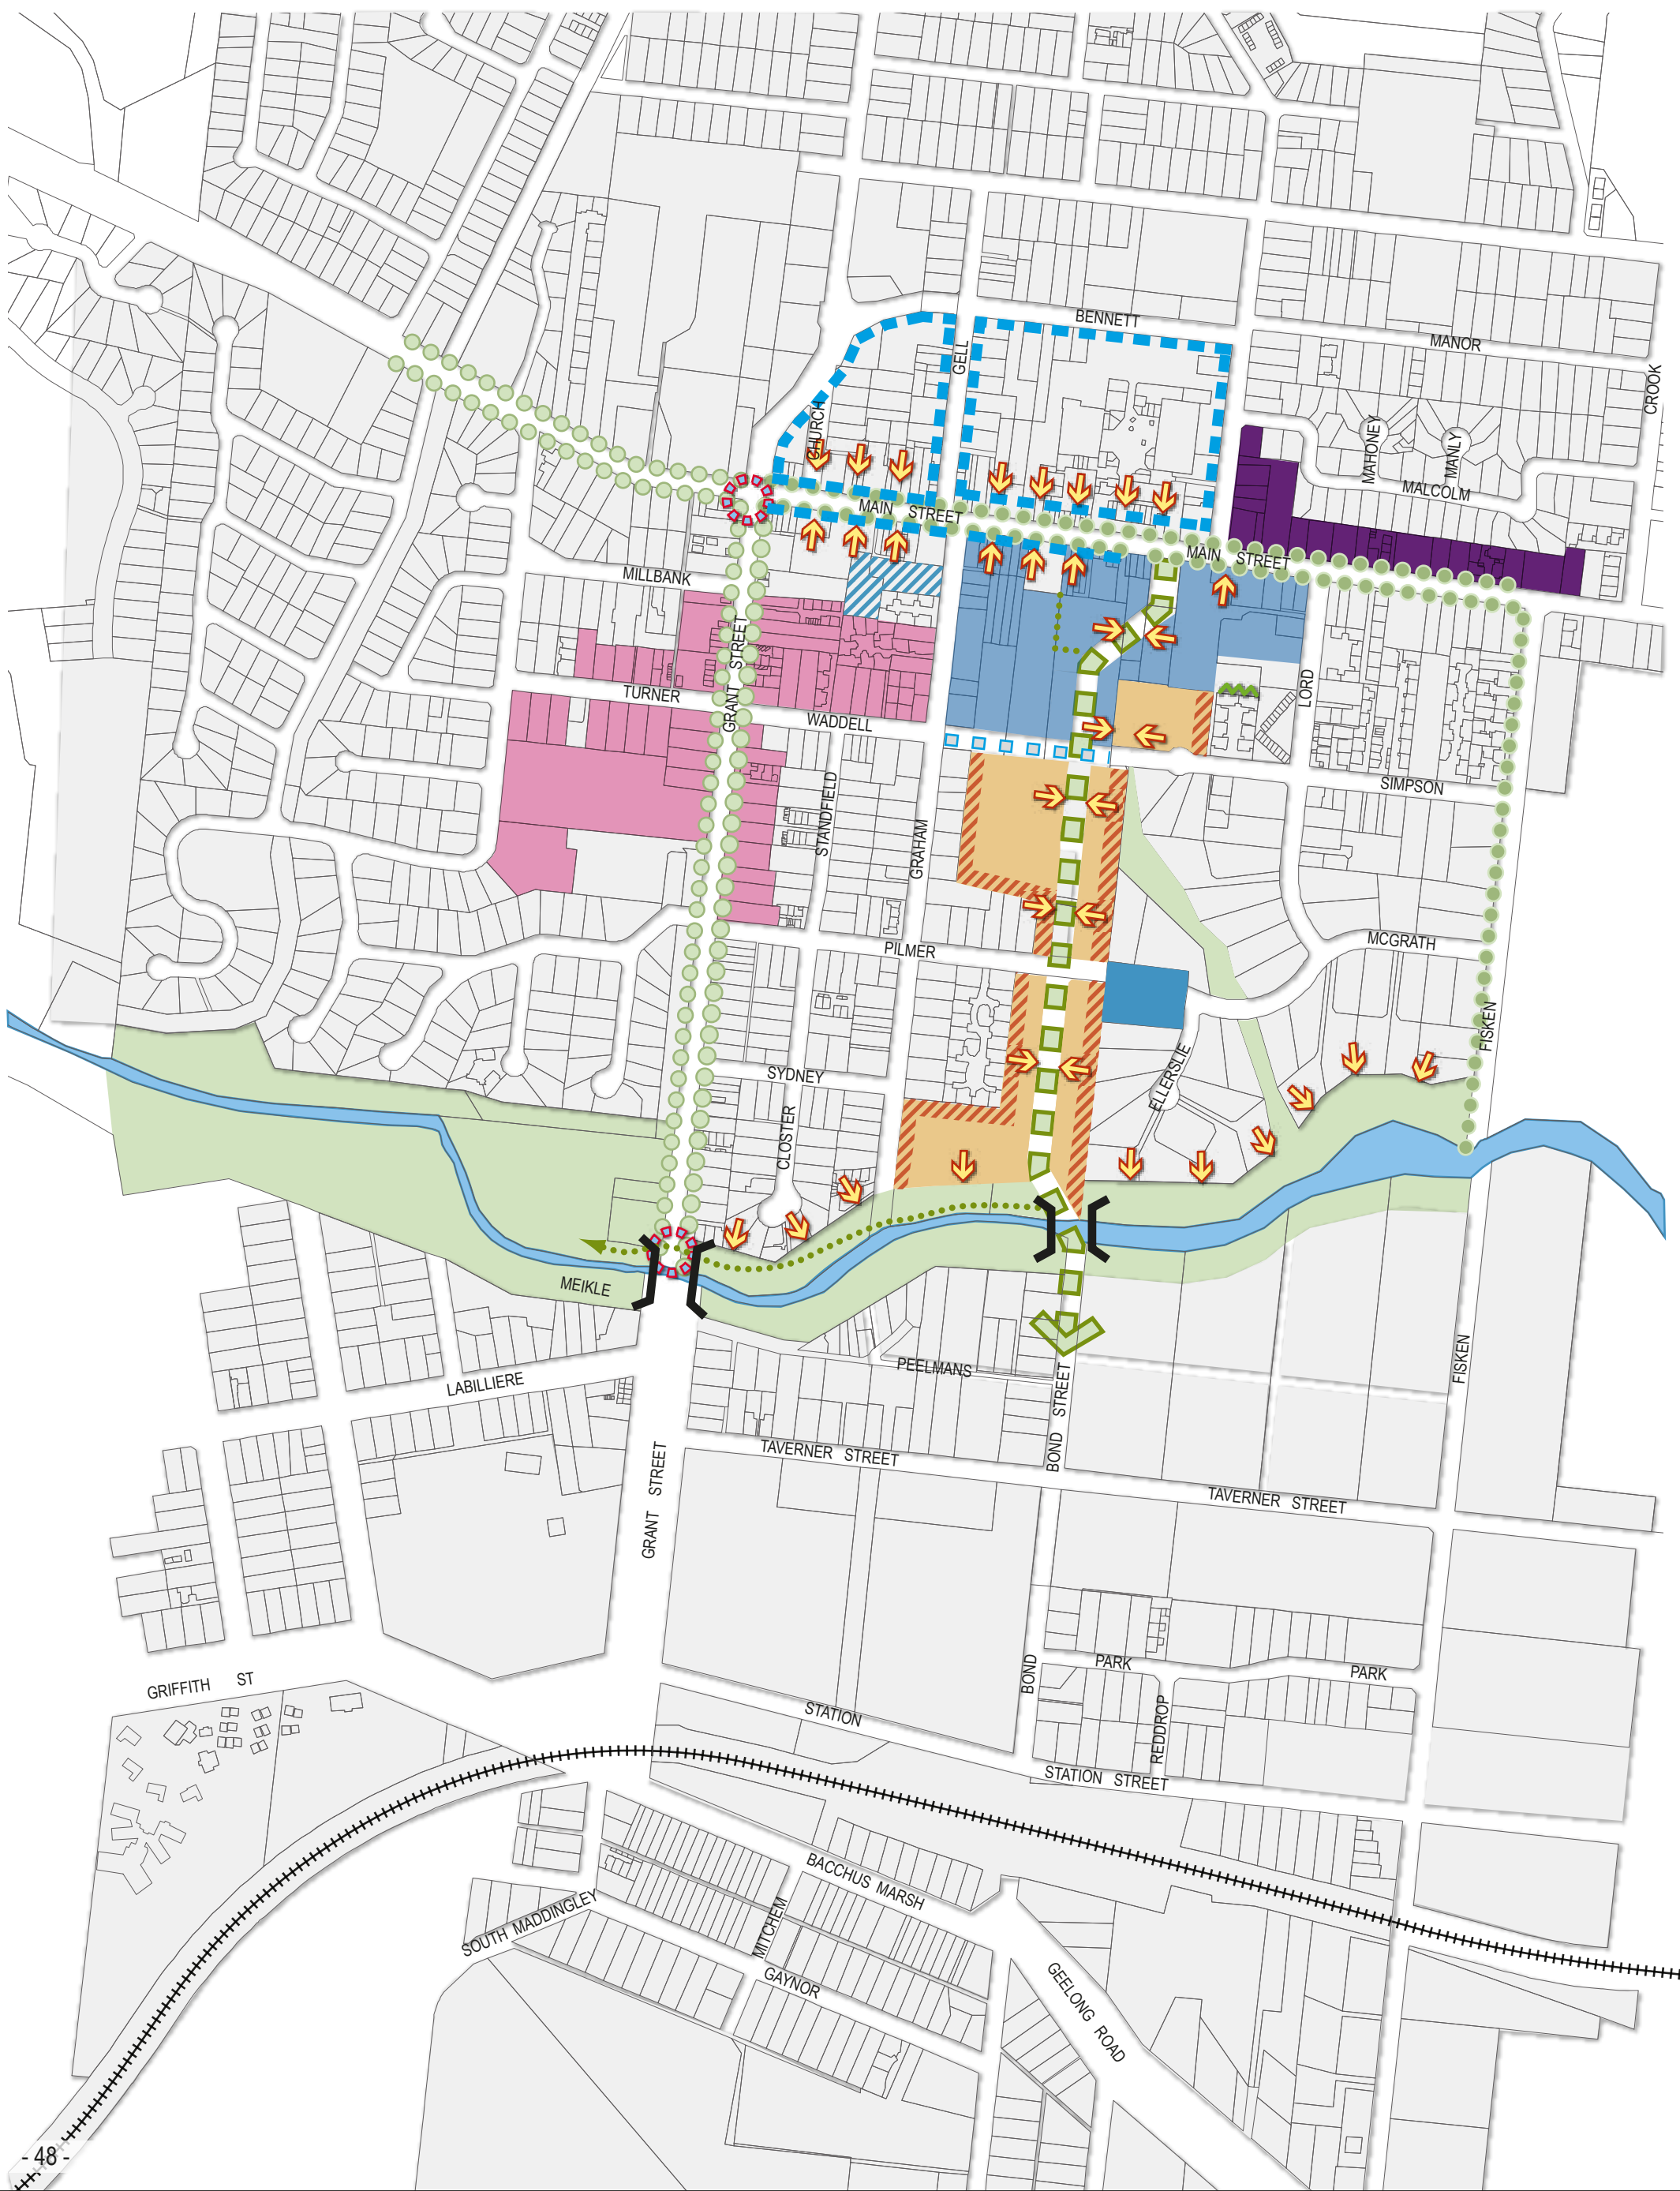 BENNETT
GELL
MANOR
CROOK
CHURCH
MAHONEY
MANLY
MALCOLM
MAIN STREET
MAIN STREET
MILLBANK
GRANT STREET
TURNER
WADDELL
LORD
SIMPSON
STANDFIELD
GRAHAM
PILMER
MCGRATH
FISKEN
SYDNEY
ELLERSLIE
CLOSTER
MEIKLE
FISKEN
PEELMANS
LABILLIERE
BOND STREET
TAVERNER STREET
GRANT STREET
TAVERNER STREET
BOND
PARK
PARK
GRIFFITH ST
STATION
REDDROP
STATION STREET
BACCHUS MARSH
SOUTH MADDINGLEY
MITCHEM
GAYNOR
GEELONG ROAD
- 48 -